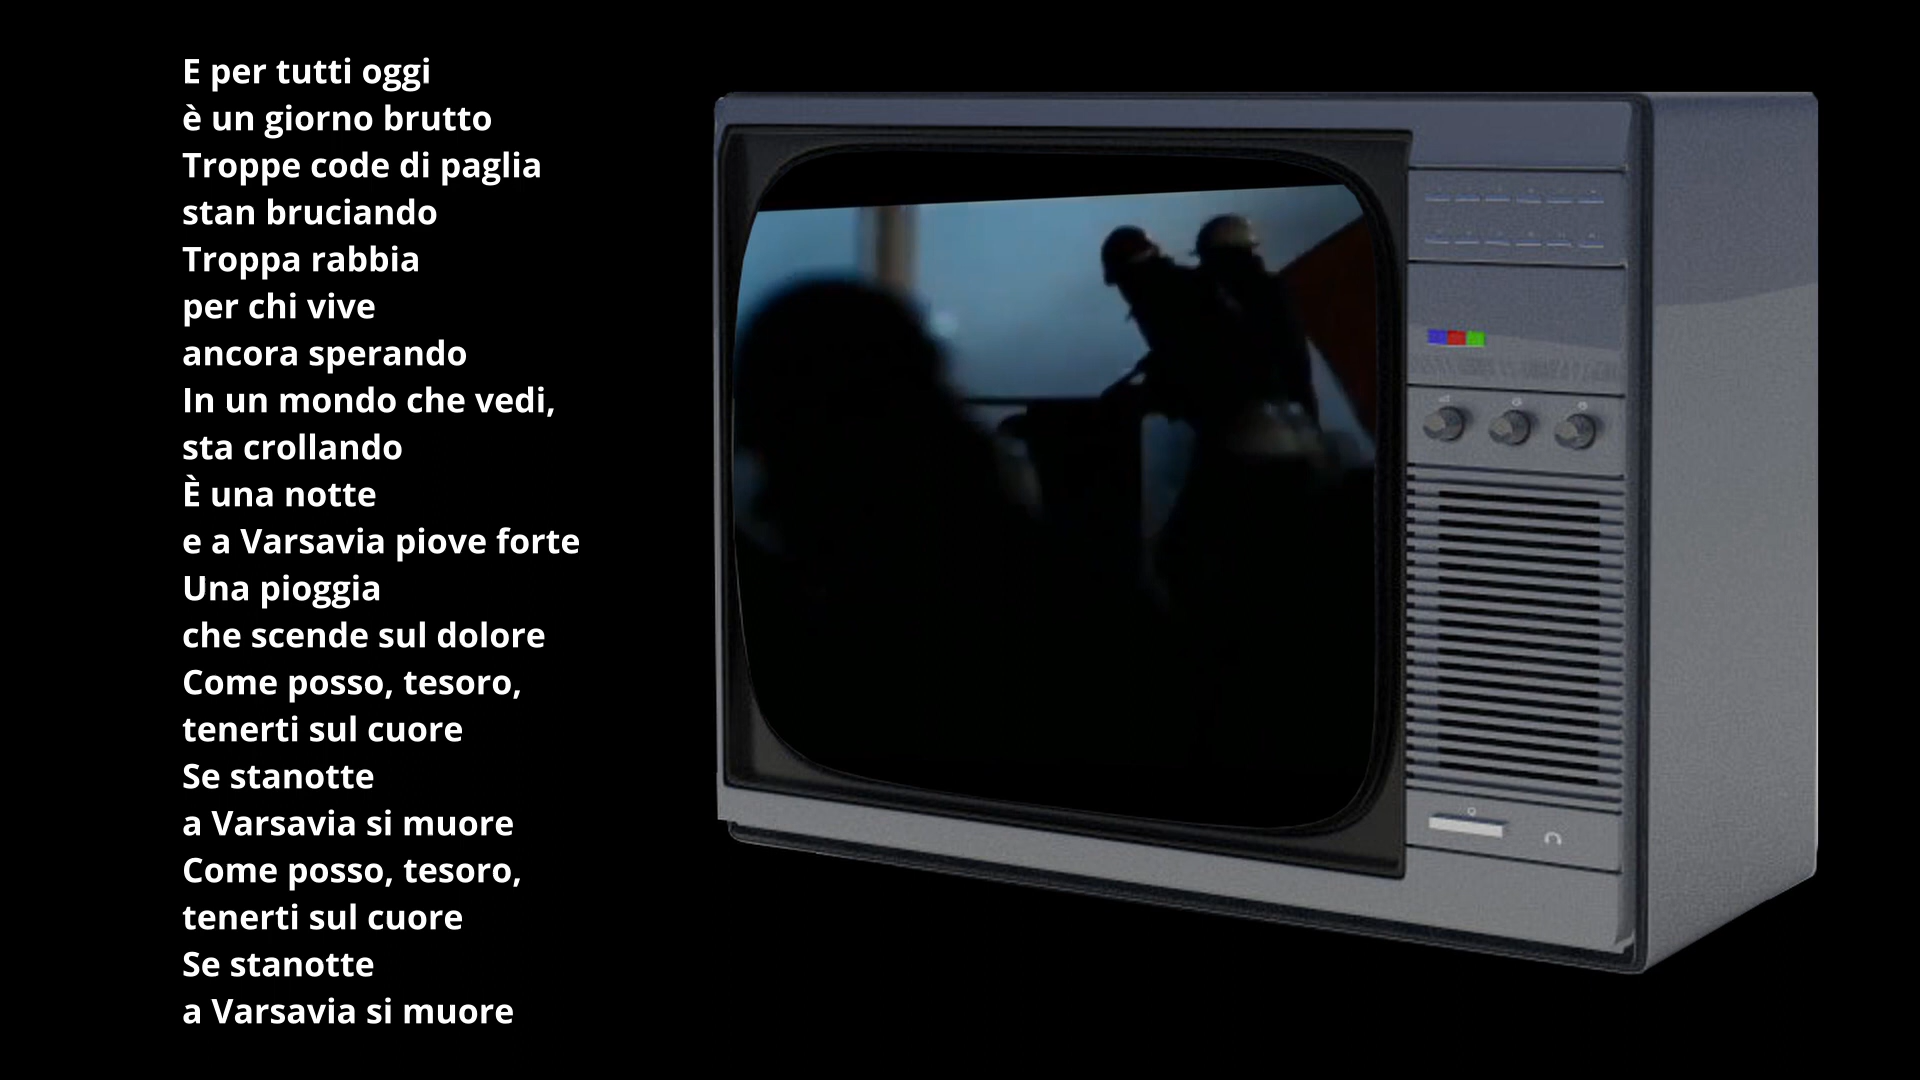 E per tutti oggi
è un giorno brutto
Troppe code di paglia
stan bruciando
Troppa rabbia
per chi vive
ancora sperando
In un mondo che vedi,
sta crollando
È una notte
e a Varsavia piove forte
Una pioggia
che scende sul dolore
Come posso, tesoro,
tenerti sul cuore
Se stanotte
a Varsavia si muore
Come posso, tesoro,
tenerti sul cuore
Se stanotte
a Varsavia si muore